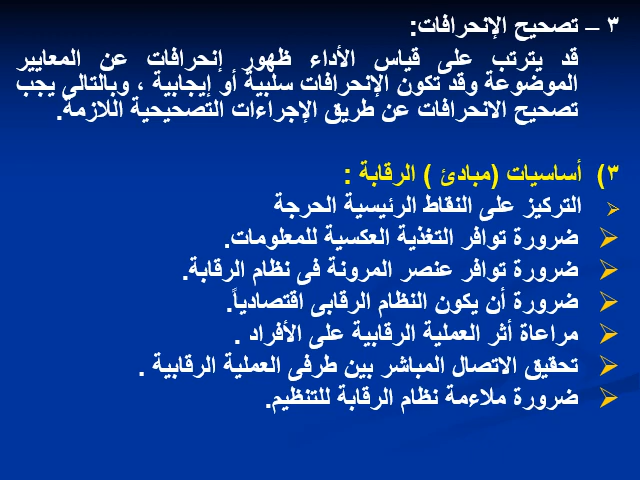 ٣ – تصحيح الإنحرافات:
قد يترتب على قياس الأداء ظهور إنحرافات عن المعايير
الموضوعة وقد تكون الإنحرافات سلبية أو إيجابية ، وبالتالى يجب
تصحيح الانحرافات عن طريق الإجراءات التصحيحية اللازمة.
٣) أساسيات (مبادئ ) الرقابة :
التركيز على النقاط الرئيسية الحرجة
ضرورة توافر التغذية العكسية للمعلومات.
ضرورة توافر عنصر المرونة فى نظام الرقابة.
ضرورة أن يكون النظام الرقابى اقتصادياً.
مراعاة أثر العملية الرقابية على الأفراد .
تحقيق الاتصال المباشر بين طرفى العملية الرقابية .
ضرورة ملاءمة نظام الرقابة للتنظيم.